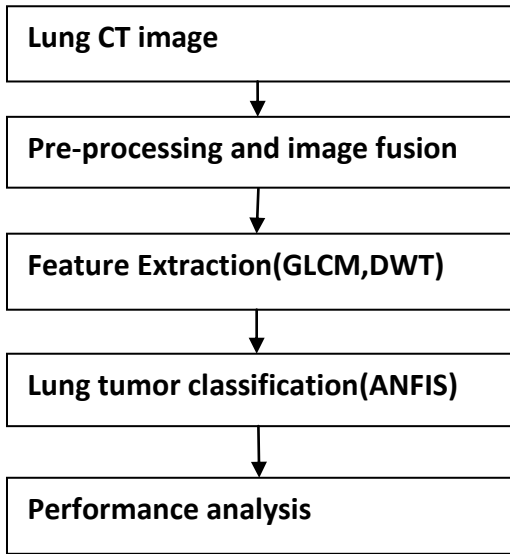 Lung CT image
Pre-processing and image fusion
Feature Extraction(GLCM,DWT)
Lung tumor classification(ANFIS)
Performance analysis